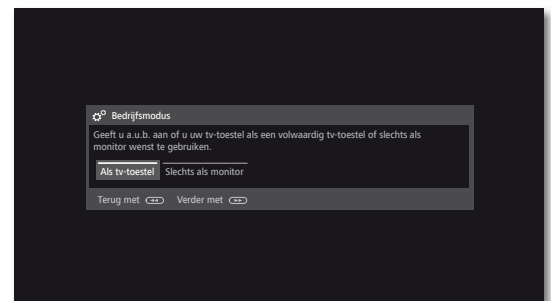 Bedrijfsmodus
Geeft u a.u.b. aan of u uw tv-toestel als een volwaardig tv-toestel of slechts als
monitor wenst te gebruiken.
Als tv-toestel Slechts als monitor
Terug met Verder met